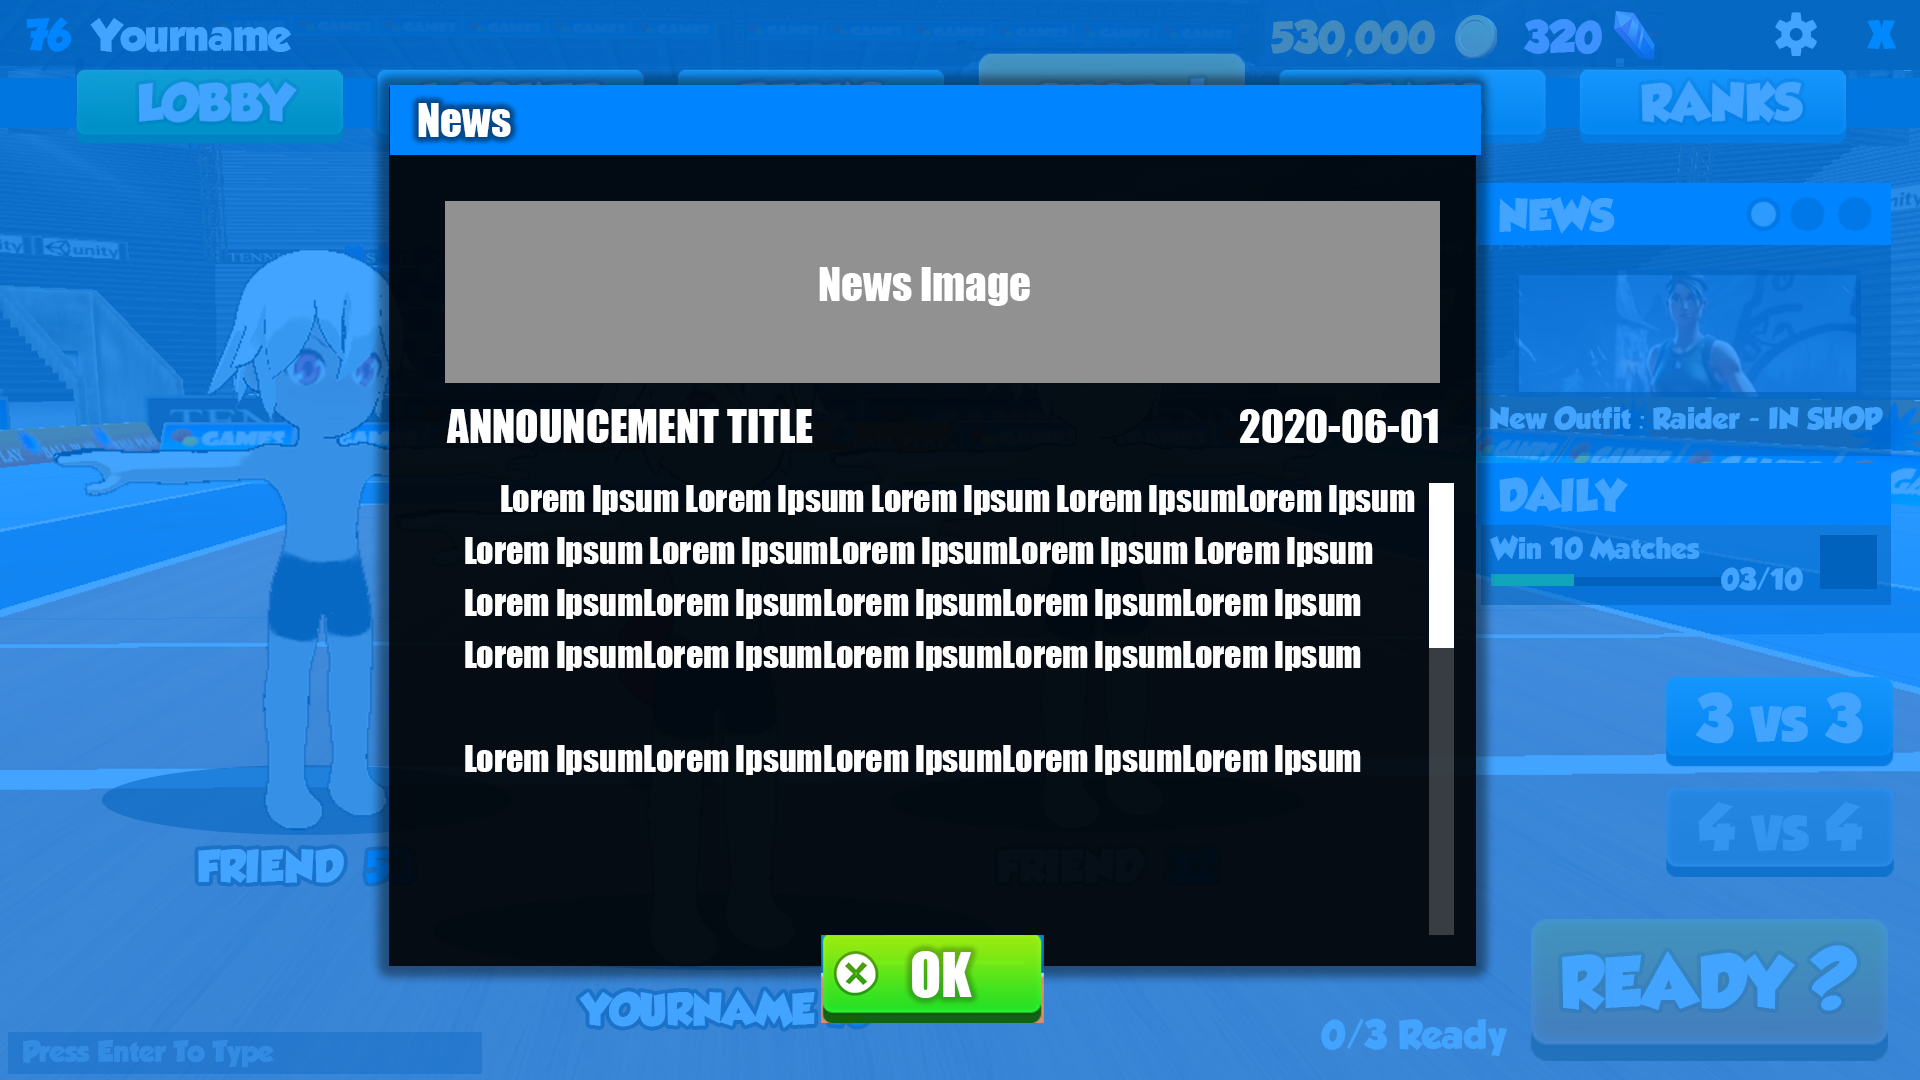 76 Yourname
530,000 320 X
LOBBY
RANKS
News
NEWS
unity
News Image
ANNOUNCEMENT TITLE 2020-06-01
New Outfit : Raider - IN SHOP
GAMES
Lorem Ipsum Lorem Ipsum Lorem Ipsum Lorem IpsumLorem Ipsum
Lorem Ipsum Lorem IpsumLorem IpsumLorem Ipsum Lorem Ipsum
Lorem IpsumLorem IpsumLorem IpsumLorem IpsumLorem Ipsum
Lorem IpsumLorem IpsumLorem IpsumLorem IpsumLorem Ipsum
Lorem IpsumLorem IpsumLorem IpsumLorem IpsumLorem Ipsum
DAILY
Win 10 Matches
03/10
3 vs 3
4 vs 4
FRIEND 5
FRIEND
OK
YOURNAME
READY ?
0/3 Ready
Press Enter To Type